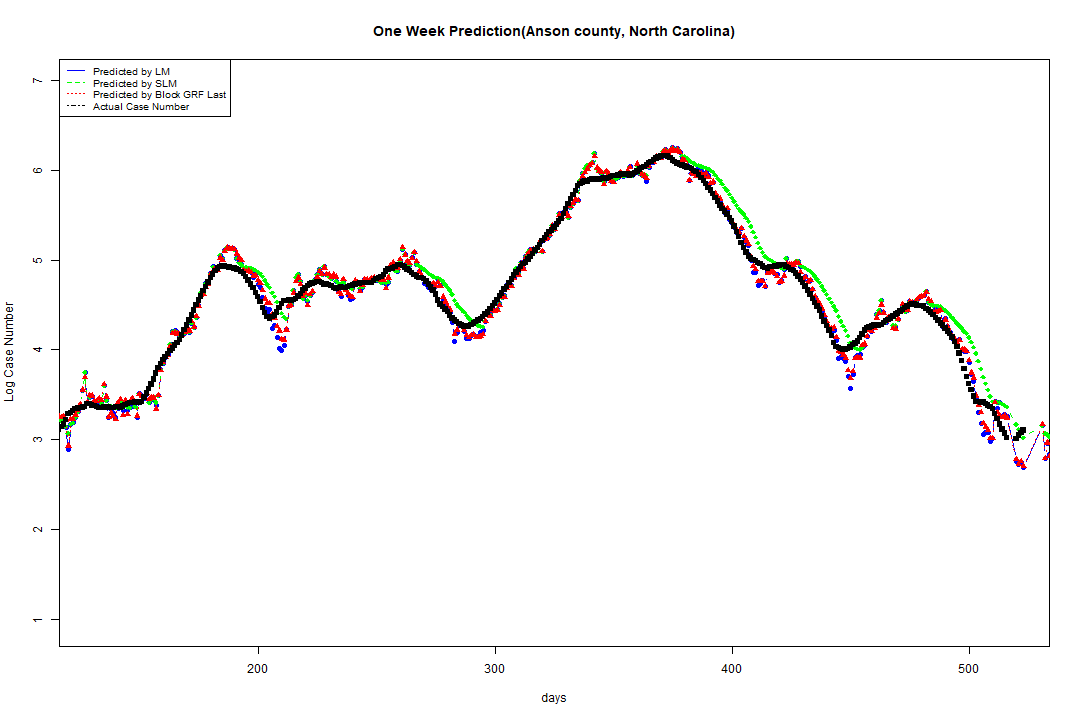 One Week Prediction(Anson county, North Carolina)
Predicted by LM
Predicted by SLM
Predicted by Block GRF Last
Actual Case Number
Log Case Number
7
6
5
4
3
2
1
200
300
400
500
days